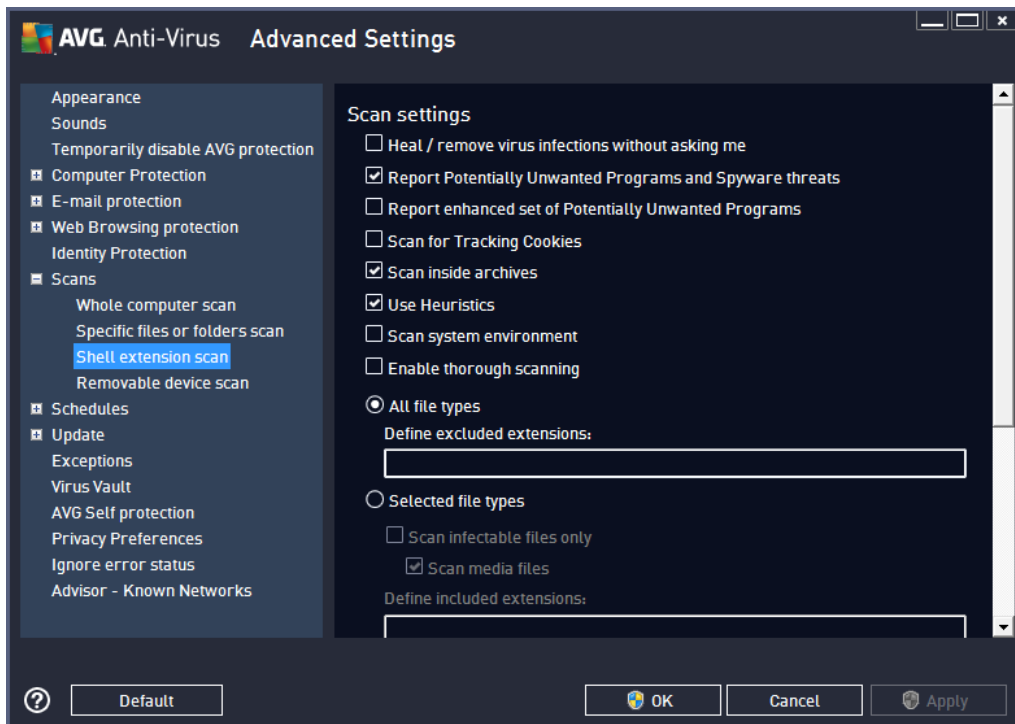 AVG. Anti-Virus Advanced Settings
Appearance
Sounds
Temporarily disable AVG protection
Computer Protection
E-mail protection
Web Browsing protection
Identity Protection
Scans
Whole computer scan
Specific files or folders scan
Shell extension scan
Removable device scan
Schedules
Update
Exceptions
Virus Vault
AVG Self protection
Privacy Preferences
Ignore error status
Advisor - Known Networks
Scan settings
Heal / remove virus infections without asking me
Report Potentially Unwanted Programs and Spyware threats
Report enhanced set of Potentially Unwanted Programs
Scan for Tracking Cookies
Scan inside archives
Use Heuristics
Scan system environment
Enable thorough scanning
All file types
Define excluded extensions:
Selected file types
Scan infectable files only
Scan media files
Define included extensions:
? Default OK Cancel Apply